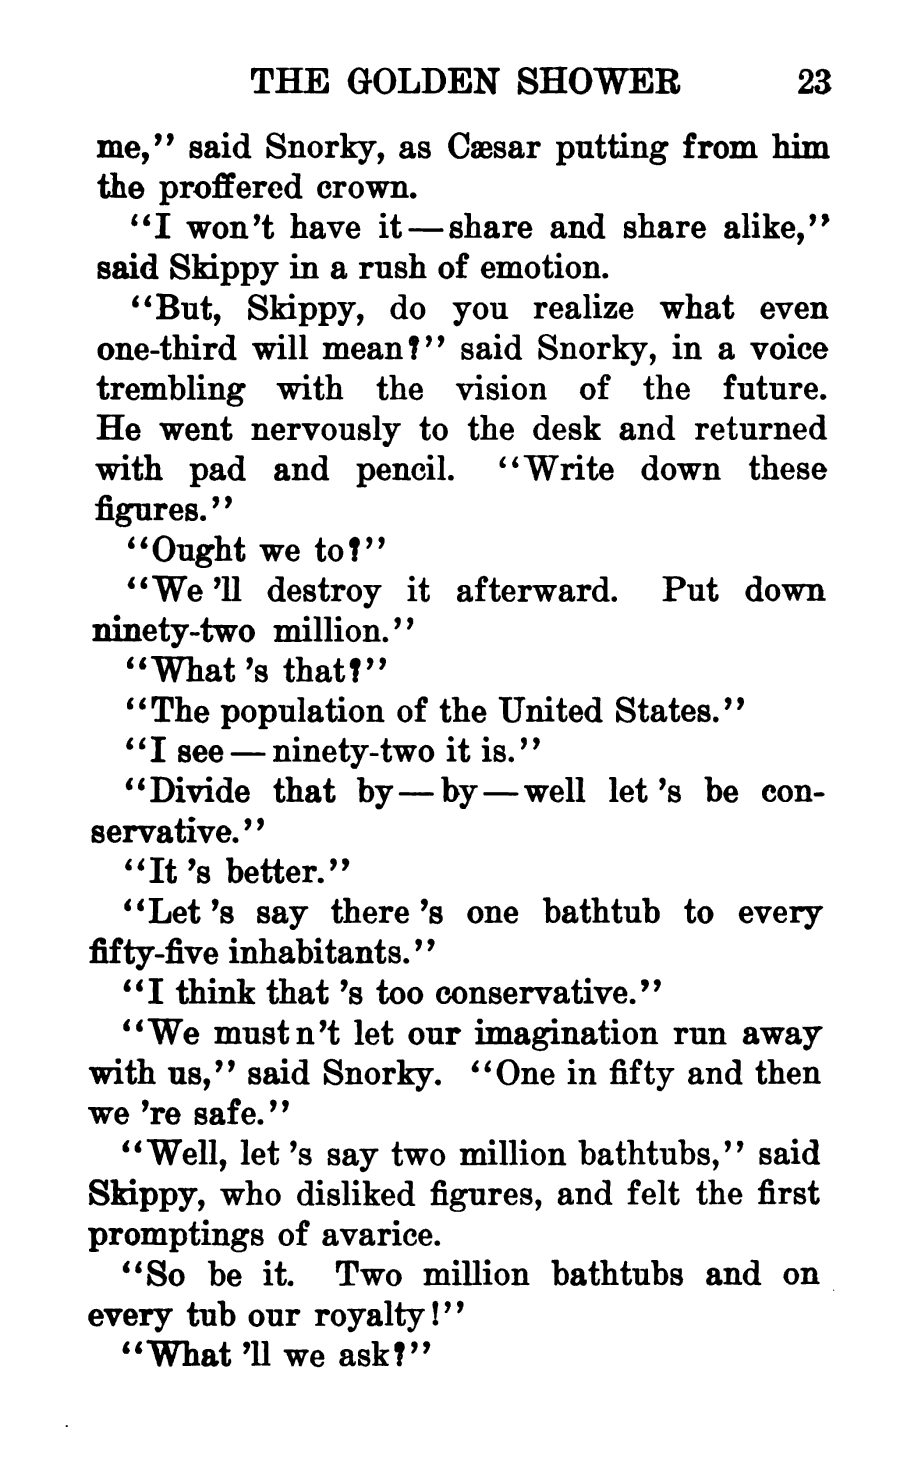 THE GOLDEN SHOWER 23
me," said Snorky, as Cæsar putting from him
the proffered crown.
"I won't have it—share and share alike,"
said Skippy in a rush of emotion.
"But, Skippy, do you realize what even
one-third will mean?" said Snorky, in a voice
trembling with the vision of the future.
He went nervously to the desk and returned
with pad and pencil. "Write down these
figures."
"Ought we to?"
"We 'll destroy it afterward. Put down
ninety-two million."
"What 's that?"
"The population of the United States."
"I see — ninety-two it is."
"Divide that by — by — well let 's be con-
servative."
"It 's better."
"Let 's say there 's one bathtub to every
fifty-five inhabitants."
"I think that 's too conservative."
"We must n't let our imagination run away
with us," said Snorky. "One in fifty and then
we 're safe."
"Well, let 's say two million bathtubs," said
Skippy, who disliked figures, and felt the first
promptings of avarice.
"So be it. Two million bathtubs and on
every tub our royalty!"
"What 'll we ask?"